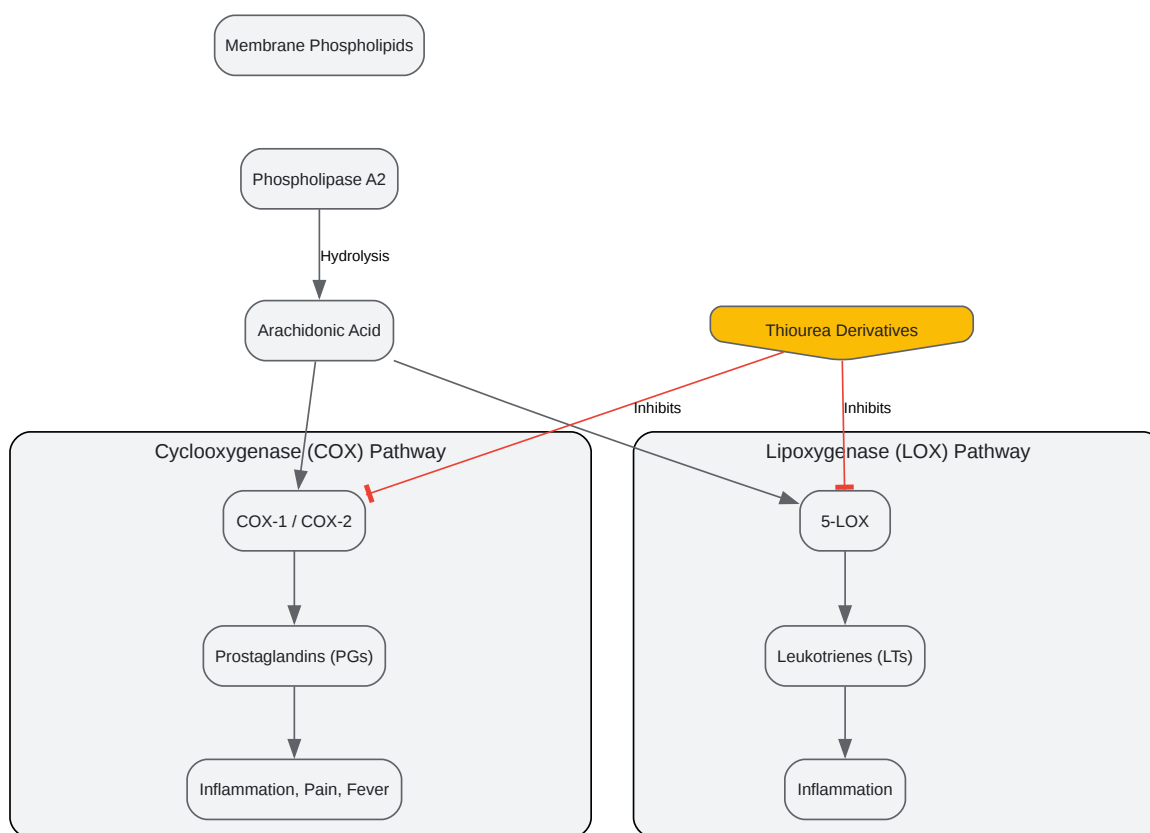 Membrane Phospholipids
Phospholipase A2
Hydrolysis
Arachidonic Acid
Thiourea Derivatives
Inhibits
Inhibits
Cyclooxygenase (COX) Pathway
Lipoxygenase (LOX) Pathway
COX-1 / COX-2
5-LOX
Prostaglandins (PGs)
Leukotrienes (LTs)
Inflammation, Pain, Fever
Inflammation